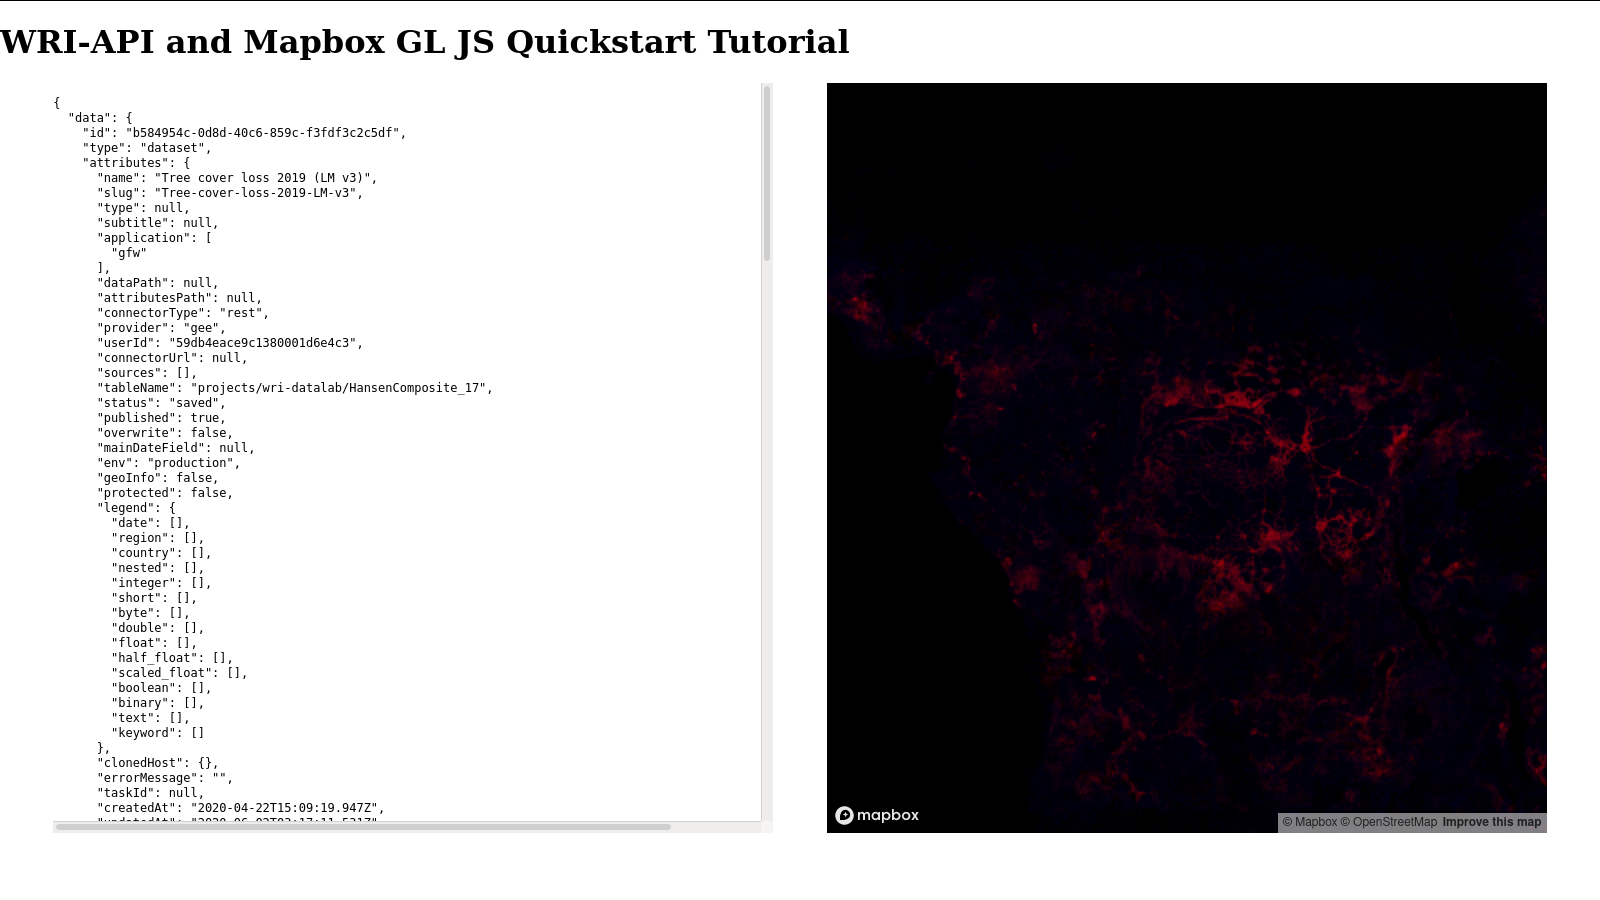 WRI-API and Mapbox GL JS Quickstart Tutorial
{
  "data": {
    "id": "b584954c-0d8d-40c6-859c-f3fdf3c2c5df",
    "type": "dataset",
    "attributes": {
      "name": "Tree cover loss 2019 (LM v3)",
      "slug": "Tree-cover-loss-2019-LM-v3",
      "type": null,
      "subtitle": null,
      "application": [
        "gfw"
      ],
      "dataPath": null,
      "attributesPath": null,
      "connectorType": "rest",
      "provider": "gee",
      "userId": "59db4eace9c1380001d6e4c3",
      "connectorUrl": null,
      "sources": [],
      "tableName": "projects/wri-datalab/HansenComposite_17",
      "status": "saved",
      "published": true,
      "overwrite": false,
      "mainDateField": null,
      "env": "production",
      "geoInfo": false,
      "protected": false,
      "legend": {
        "date": [],
        "region": [],
        "country": [],
        "nested": [],
        "integer": [],
        "short": [],
        "byte": [],
        "double": [],
        "float": [],
        "half_float": [],
        "scaled_float": [],
        "boolean": [],
        "binary": [],
        "text": [],
        "keyword": []
      },
      "clonedHost": {},
      "errorMessage": "",
      "taskId": null,
      "createdAt": "2020-04-22T15:09:19.947Z",
mapbox
© Mapbox © OpenStreetMap Improve this map